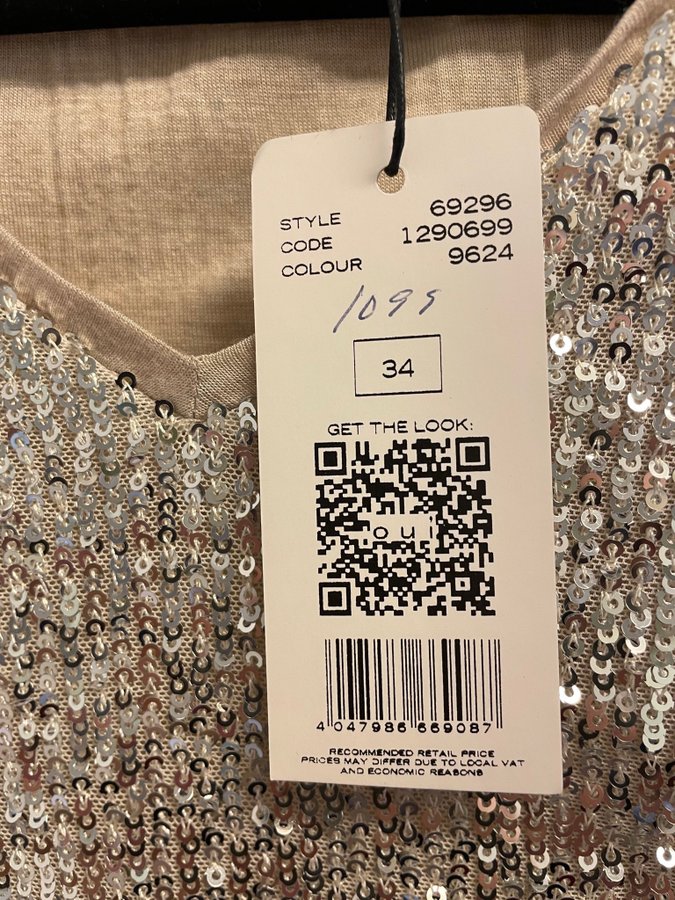 STYLE 69296
CODE 1290699
COLOUR 9624
1099
34
GET THE LOOK:
oui
4 047986 669087
RECOMMENDED RETAIL PRICE
PRICES MAY DIFFER DUE TO LOCAL VAT
AND ECONOMIC REASONS